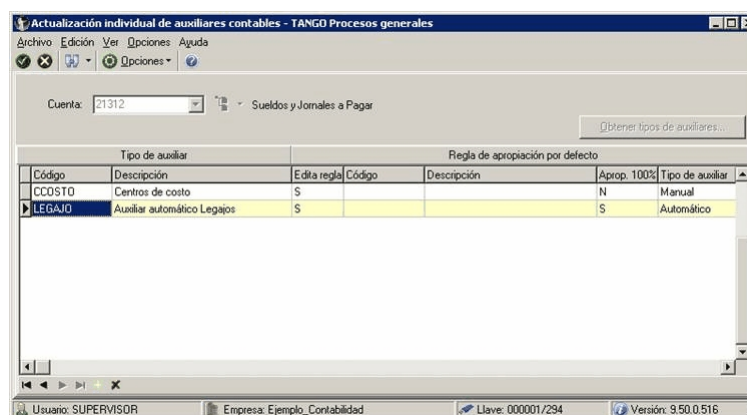 Actualización individual de auxiliares contables - TANGO Procesos generales
Archivo Edición Ver Opciones Ayuda
Opciones
Cuenta: 21312 Sueldos y Jornales a Pagar
Obtener tipos de auxiliares...
Tipo de auxiliar Regla de apropiación por defecto
Código Descripción Edita regla Código Descripción Aprop. 100% Tipo de auxiliar
CCOSTO Centros de costo S N Manual
LEGAJO Auxiliar automático Legajos S S Automático
Usuario: SUPERVISOR Empresa: Ejemplo_Contabilidad Llave: 000001/294 Versión: 9.50.0.516